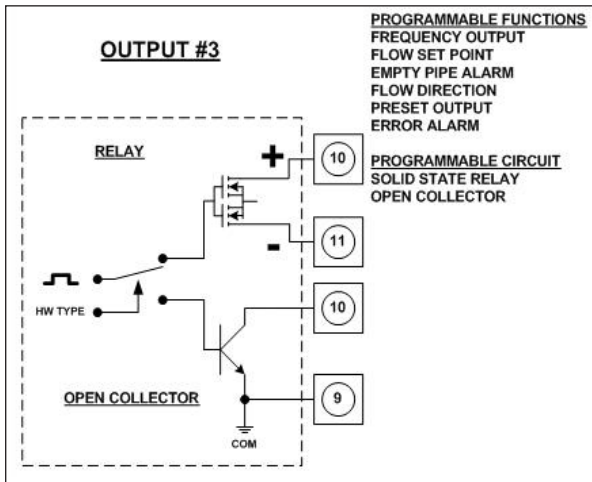 OUTPUT #3
PROGRAMMABLE FUNCTIONS
FREQUENCY OUTPUT
FLOW SET POINT
EMPTY PIPE ALARM
FLOW DIRECTION
PRESET OUTPUT
ERROR ALARM
PROGRAMMABLE CIRCUIT
SOLID STATE RELAY
OPEN COLLECTOR
RELAY
+
10
-
11
HW TYPE
10
OPEN COLLECTOR
9
COM